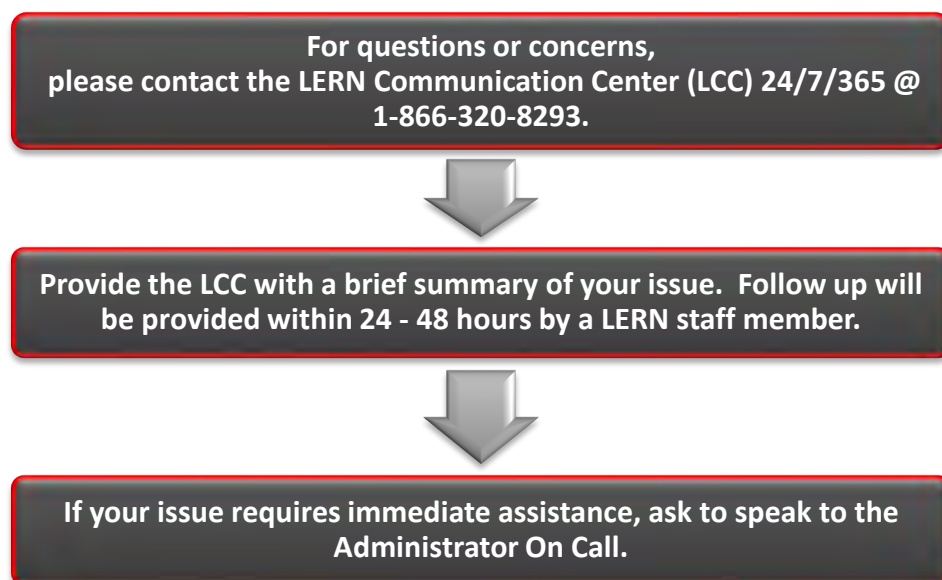 For questions or concerns,
please contact the LERN Communication Center (LCC) 24/7/365 @
1-866-320-8293.
Provide the LCC with a brief summary of your issue.  Follow up will
be provided within 24 - 48 hours by a LERN staff member.
If your issue requires immediate assistance, ask to speak to the
Administrator On Call.